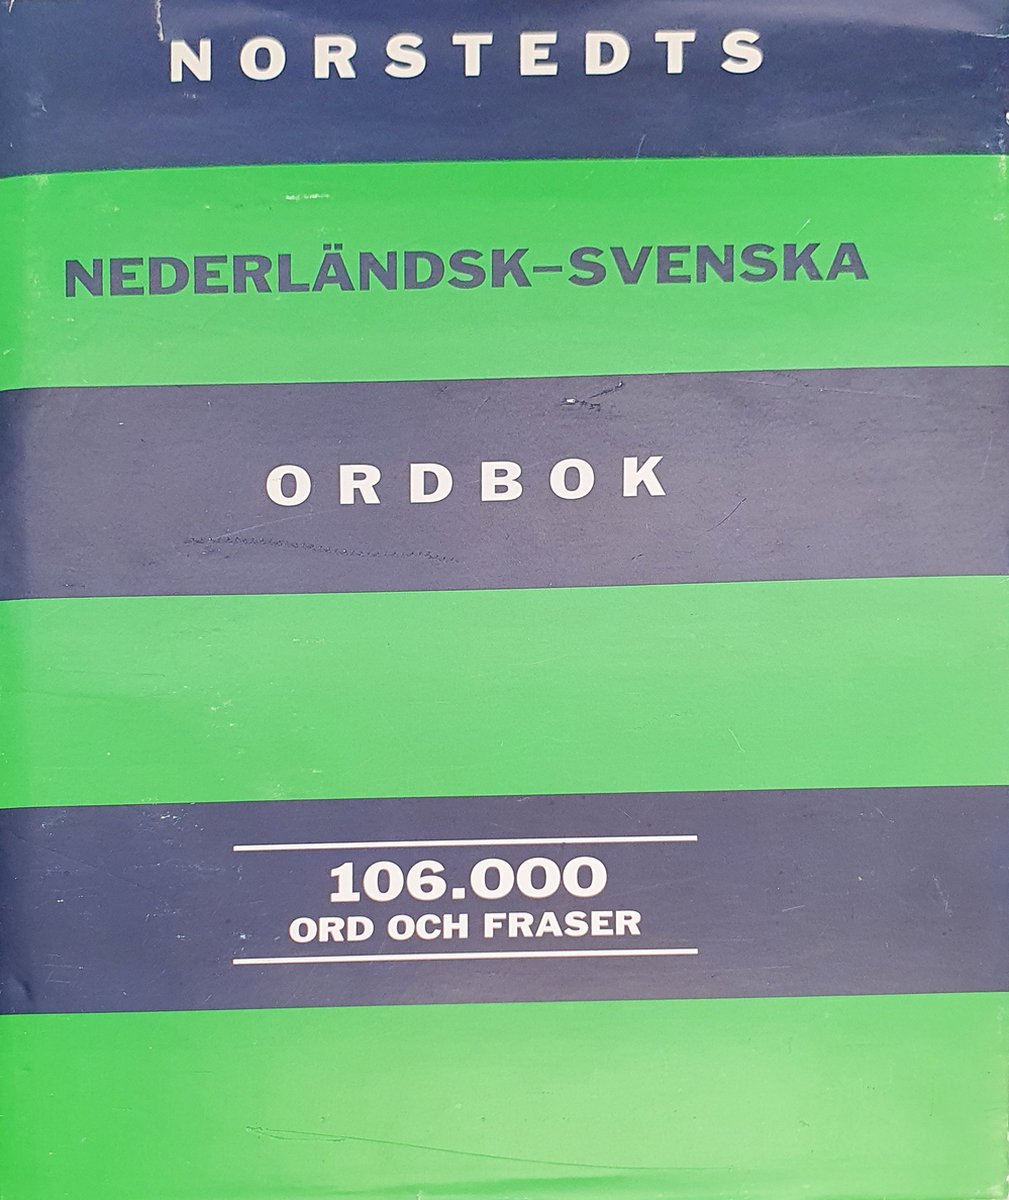 NORSTEDTS
NEDERLÄNDSK–SVENSKA
ORDBOK
106.000
ORD OCH FRASER